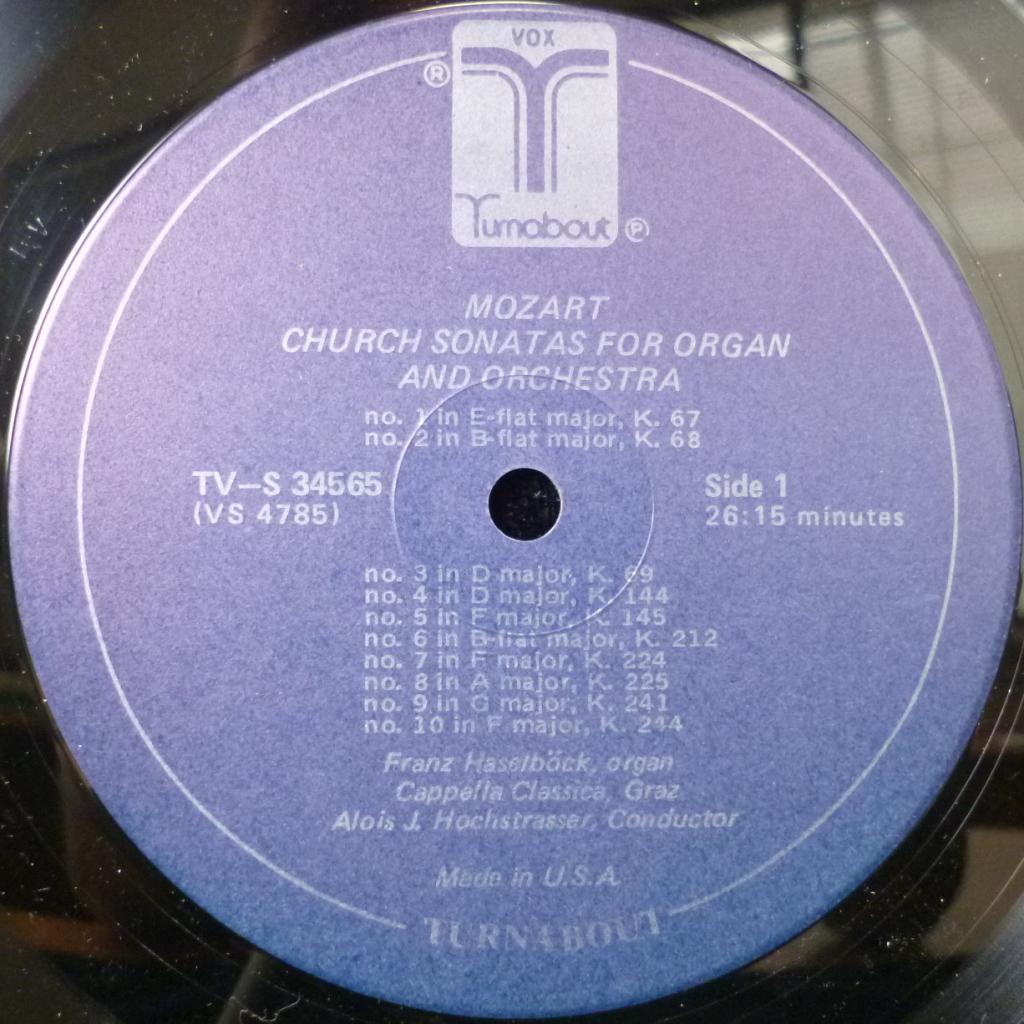 VOX
®
Turnabout ℗
MOZART
CHURCH SONATAS FOR ORGAN
AND ORCHESTRA
no. 1 in E-flat major, K. 67
no. 2 in B-flat major, K. 68
TV–S 34565
(VS 4785)
Side 1
26:15 minutes
no. 3 in D major, K. 69
no. 4 in D major, K. 144
no. 5 in F major, K. 145
no. 6 in B-flat major, K. 212
no. 7 in F major, K. 224
no. 8 in A major, K. 225
no. 9 in G major, K. 241
no. 10 in F major, K. 244
Franz Haselböck, organ
Cappella Classica, Graz
Alois J. Hochstrasser, Conductor
Made in U.S.A.
TURNABOUT